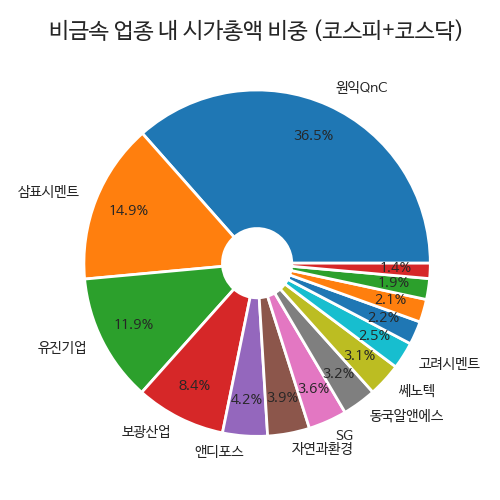 비금속 업종 내 시가총액 비중 (코스피+코스닥)
원익QnC
36.5%
삼표시멘트
14.9%
유진기업
11.9%
보광산업
8.4%
앤디포스
4.2%
자연과환경
3.9%
SG
3.6%
동국알앤에스
3.2%
쎄노텍
3.1%
고려시멘트
2.5%
2.2%
2.1%
1.9%
1.4%